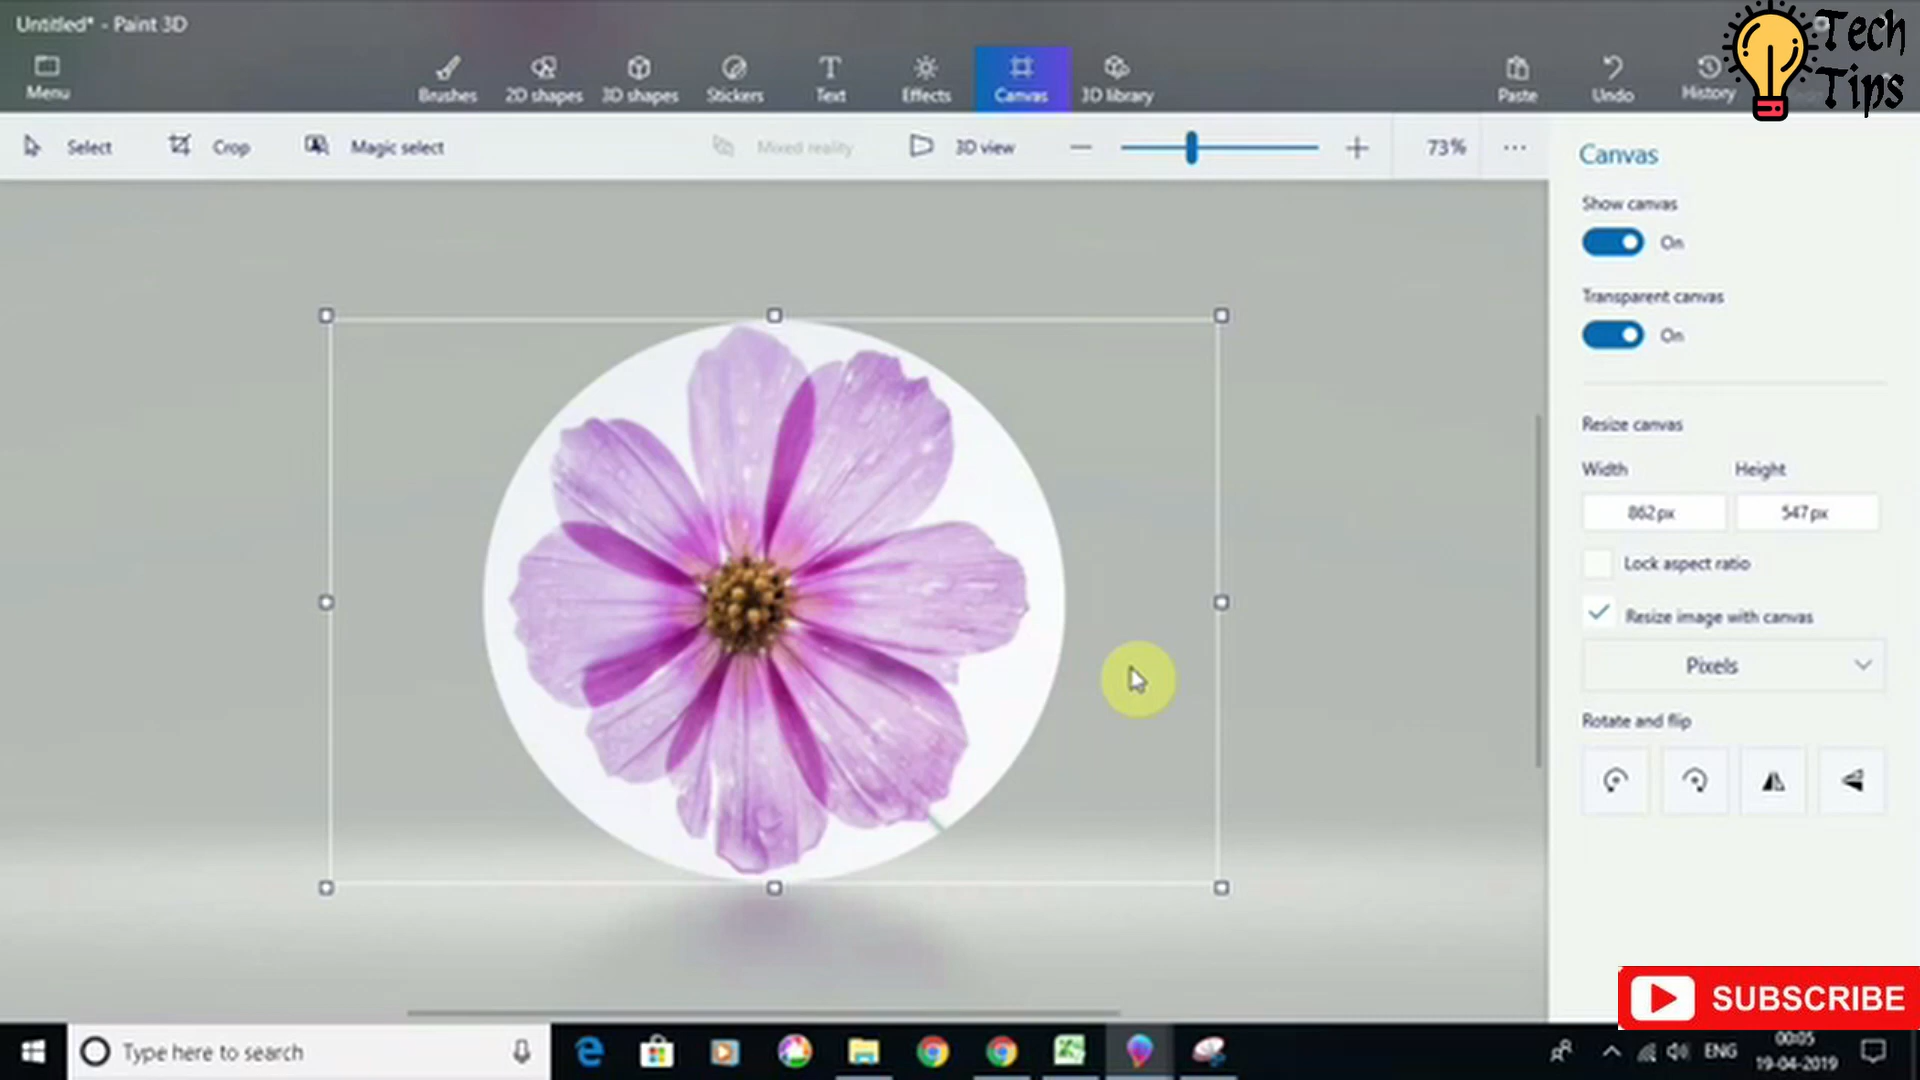 Untitled* - Paint 3D
Tech Tips
Menu
Brushes
2D shapes
3D shapes
Stickers
Text
Effects
Canvas
3D library
Paste
Undo
History
Select
Crop
Magic select
Mixed reality
3D view
73%
Canvas
Show canvas
On
Transparent canvas
On
Resize canvas
Width Height
862px 547px
Lock aspect ratio
Resize image with canvas
Pixels
Rotate and flip
SUBSCRIBE
Type here to search
ENG
00:05
19-04-2019